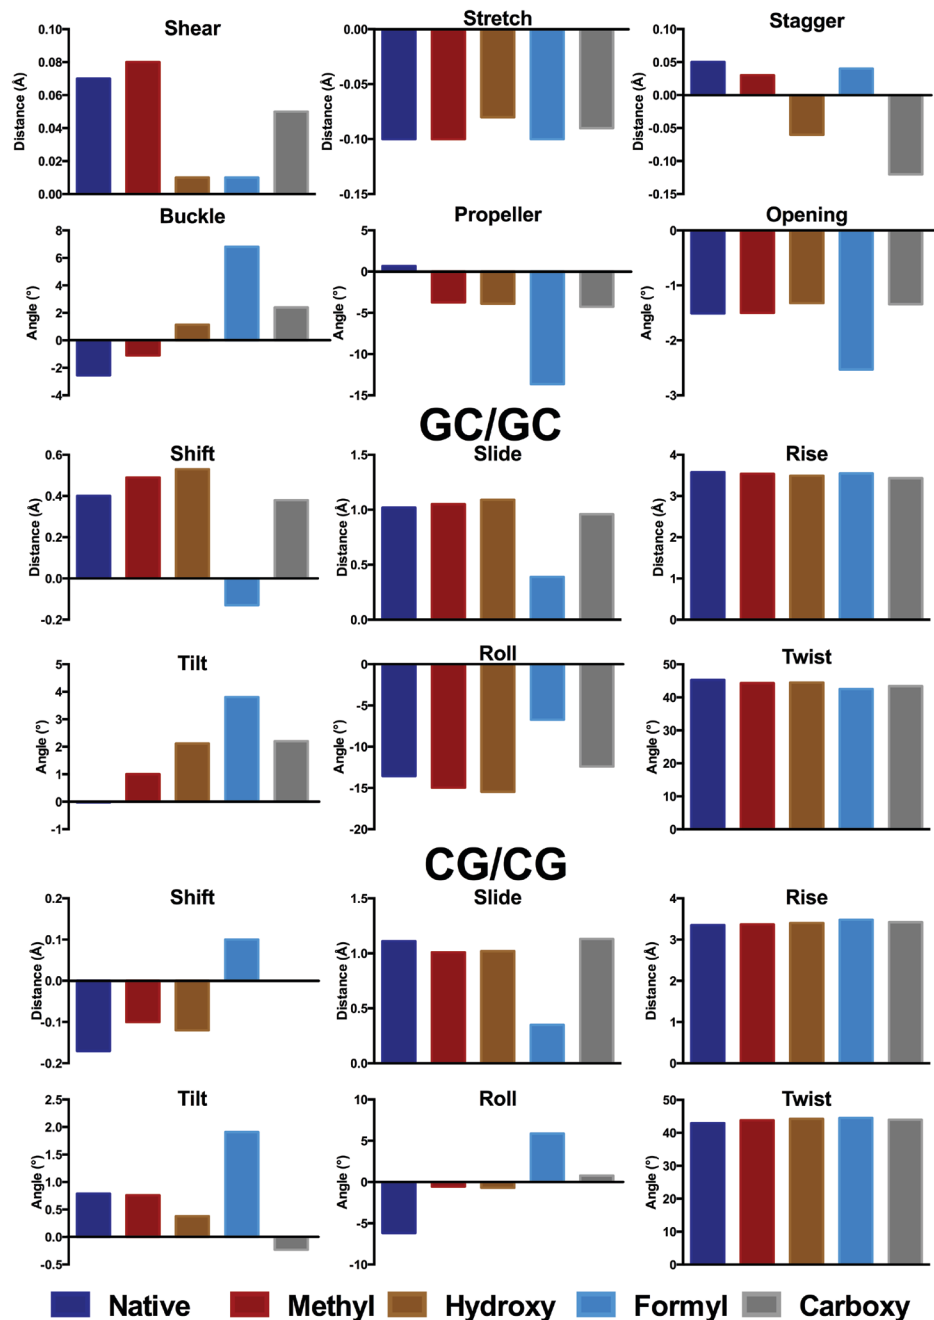 Shear
Distance (Å)
0.10
0.08
0.06
0.04
0.02
0.00
Stretch
Distance (Å)
0.00
-0.05
-0.10
-0.15
Stagger
Distance (Å)
0.10
0.05
0.00
-0.05
-0.10
-0.15
Buckle
Angle (°)
8
6
4
2
0
-2
-4
Propeller
Angle (°)
5
0
-5
-10
-15
Opening
Angle (°)
0
-1
-2
-3
GC/GC
Shift
Distance (Å)
0.6
0.4
0.2
0.0
-0.2
Slide
Distance (Å)
1.5
1.0
0.5
0.0
Rise
Distance (Å)
4
3
2
1
0
Tilt
Angle (°)
5
4
3
2
1
0
-1
Roll
Angle (°)
0
-5
-10
-15
-20
Twist
Angle (°)
50
40
30
20
10
0
CG/CG
Shift
Distance (Å)
0.2
0.1
0.0
-0.1
-0.2
Slide
Distance (Å)
1.5
1.0
0.5
0.0
Rise
Distance (Å)
4
3
2
1
0
Tilt
Angle (°)
2.5
2.0
1.5
1.0
0.5
0.0
-0.5
Roll
Angle (°)
10
5
0
-5
-10
Twist
Angle (°)
50
40
30
20
10
0
Native Methyl Hydroxy Formyl Carboxy